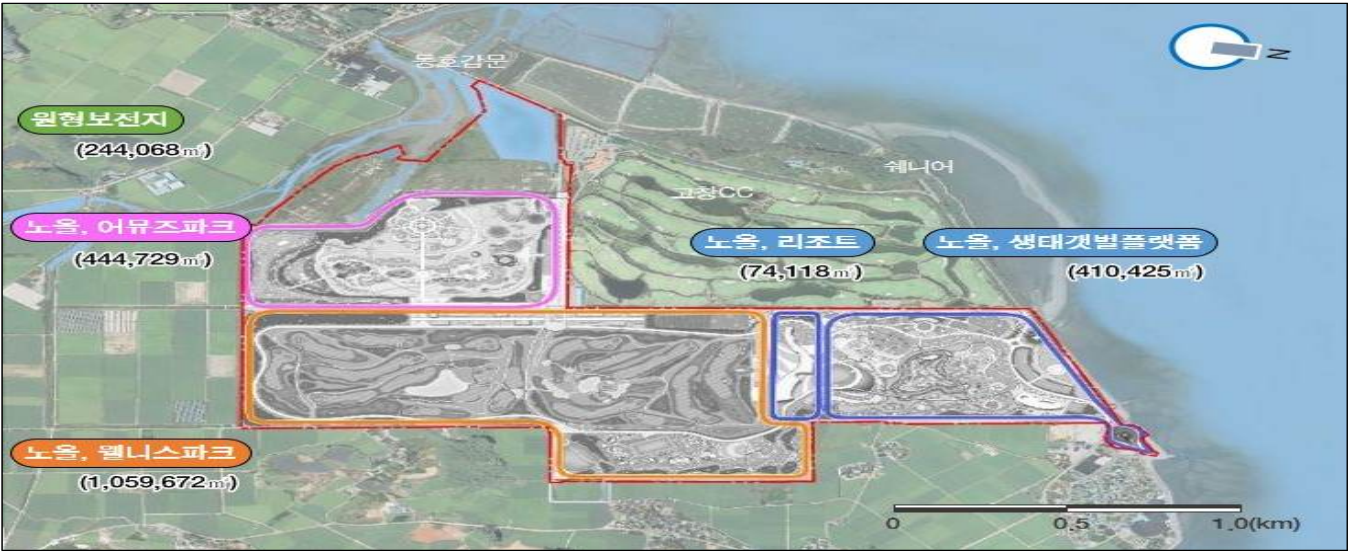 동호갑문
N
원형보전지
(244,068㎡)
쉐니어
고창CC
노을, 어뮤즈파크
(444,729㎡)
노을, 리조트
(74,118㎡)
노을, 생태갯벌플랫폼
(410,425㎡)
노을, 웰니스파크
(1,059,672㎡)
0 0.5 1.0(km)